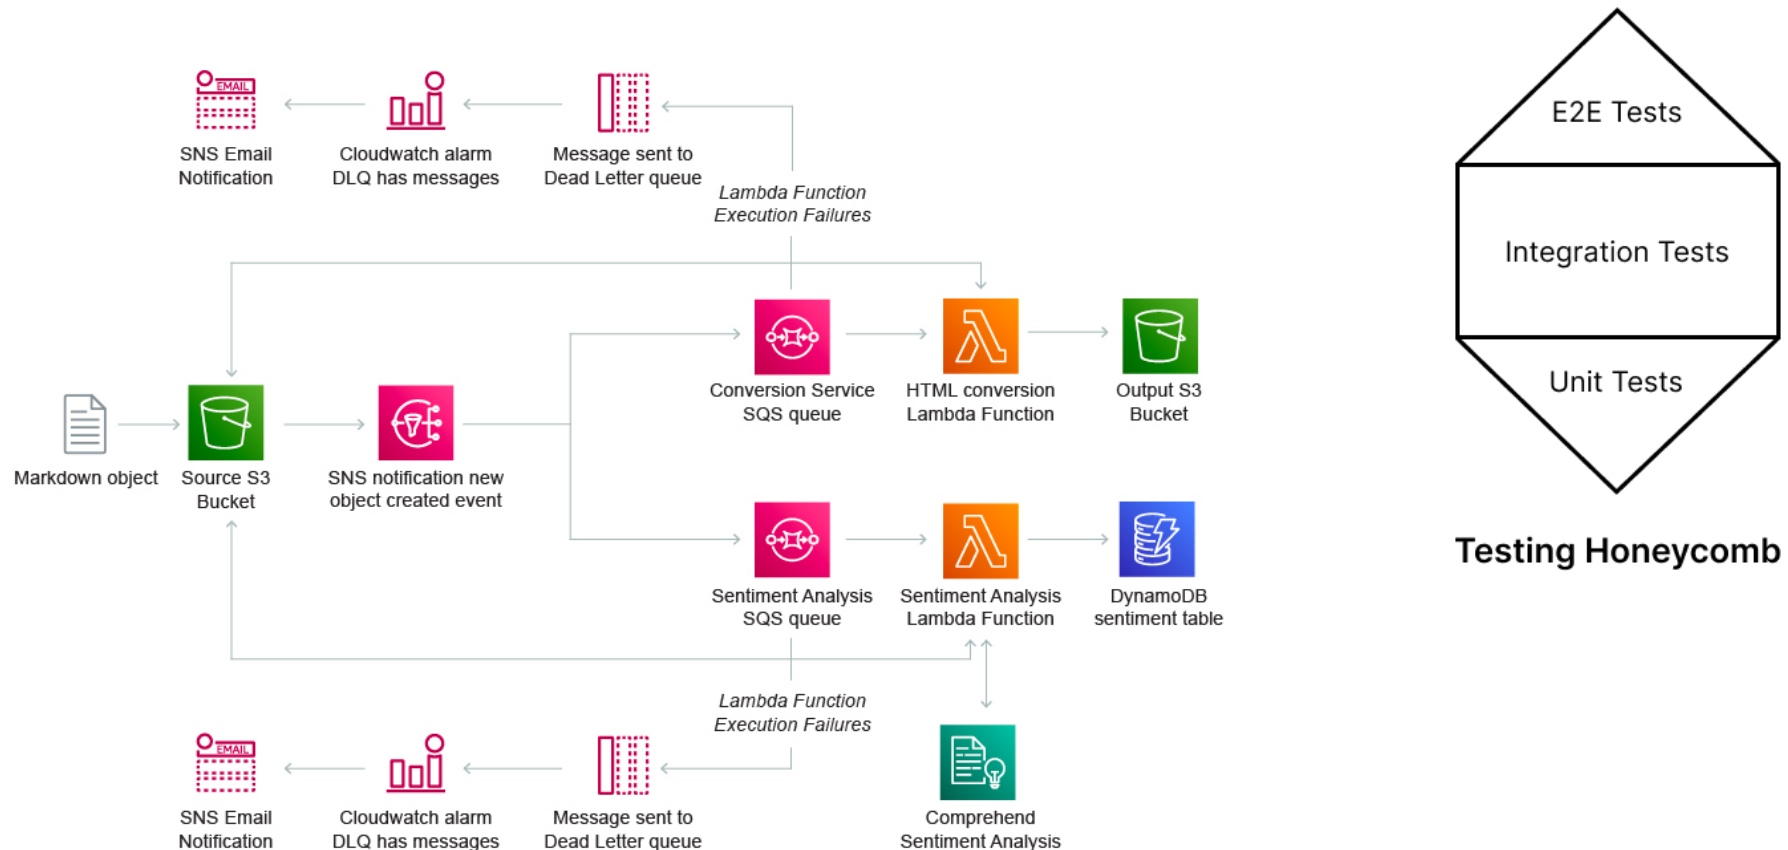 EMAIL
SNS Email
Notification
Cloudwatch alarm
DLQ has messages
Message sent to
Dead Letter queue
Lambda Function
Execution Failures
Markdown object
Source S3
Bucket
SNS notification new
object created event
Conversion Service
SQS queue
HTML conversion
Lambda Function
Output S3
Bucket
Sentiment Analysis
SQS queue
Sentiment Analysis
Lambda Function
DynamoDB
sentiment table
Lambda Function
Execution Failures
EMAIL
SNS Email
Notification
Cloudwatch alarm
DLQ has messages
Message sent to
Dead Letter queue
Comprehend
Sentiment Analysis
E2E Tests
Integration Tests
Unit Tests
Testing Honeycomb